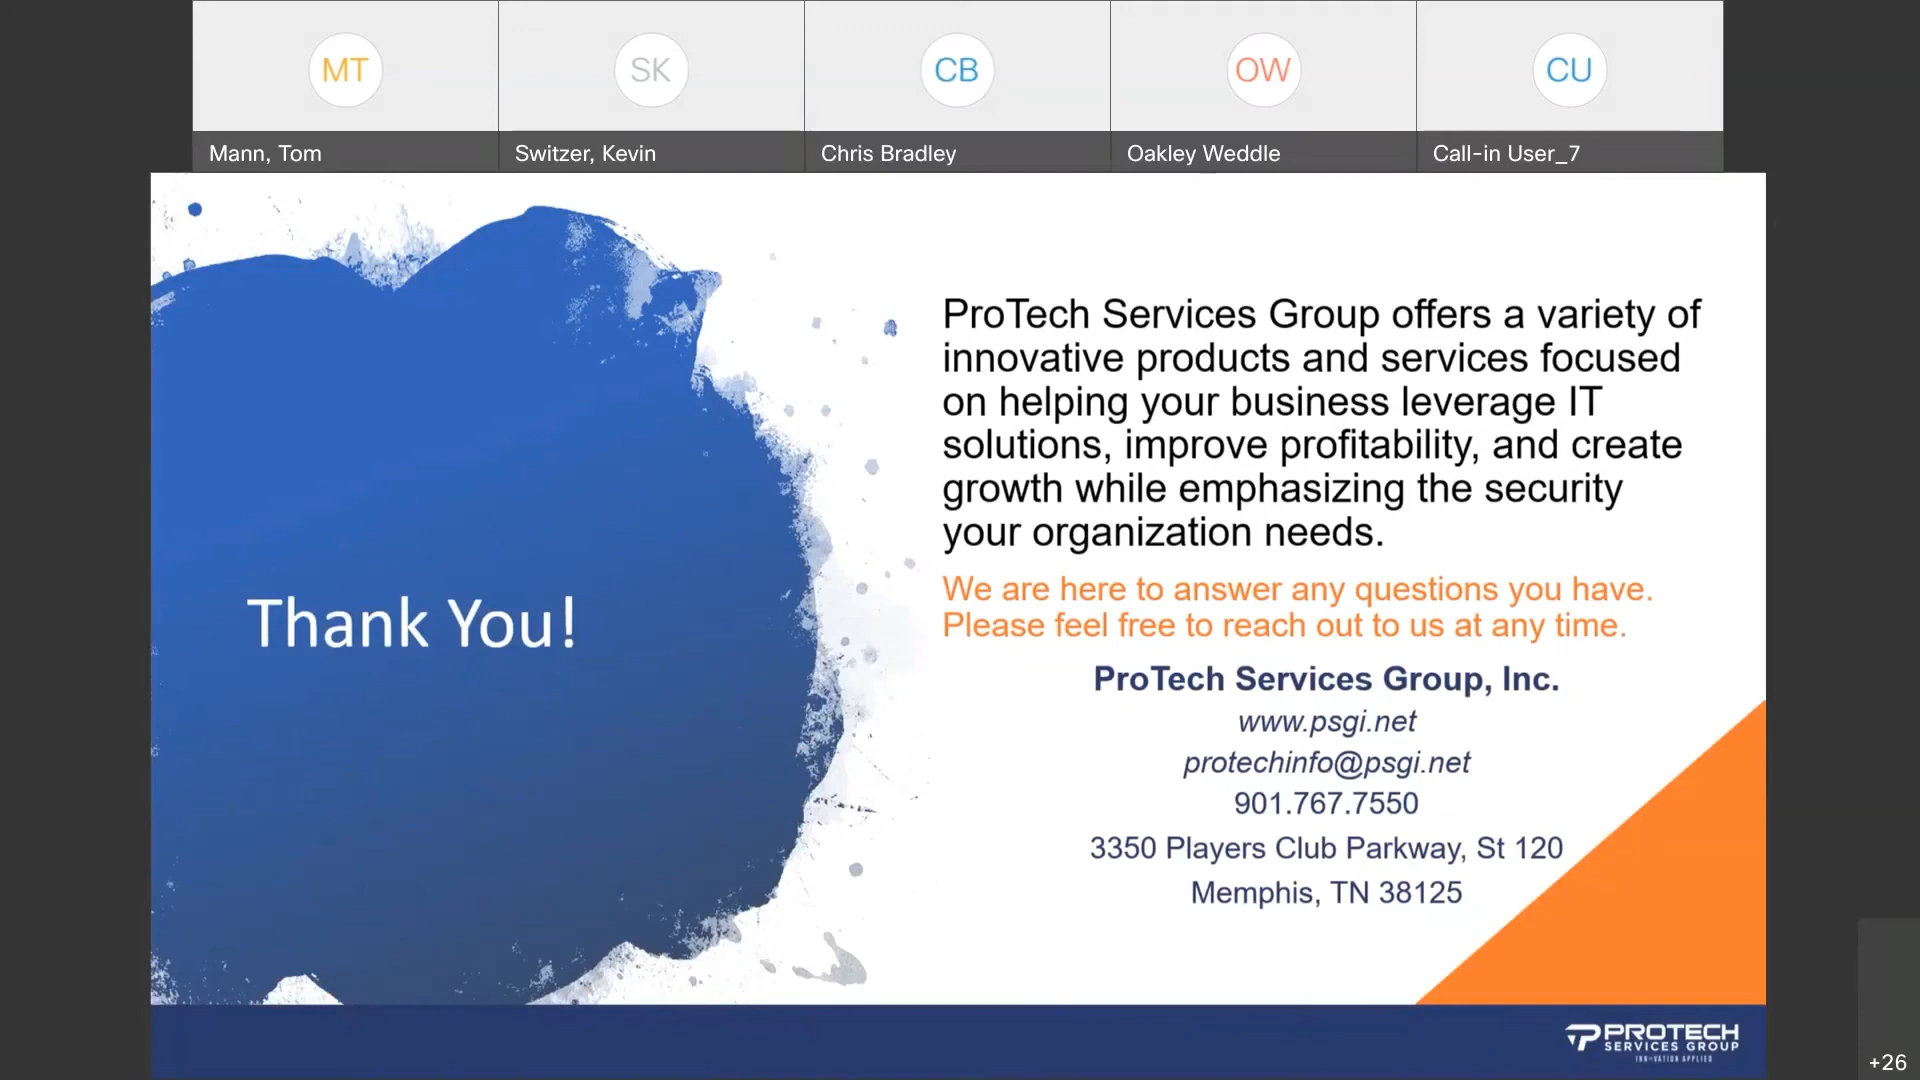 MT
SK
CB
OW
CU
Mann, Tom
Switzer, Kevin
Chris Bradley
Oakley Weddle
Call-in User_7
Thank You!
ProTech Services Group offers a variety of
innovative products and services focused
on helping your business leverage IT
solutions, improve profitability, and create
growth while emphasizing the security
your organization needs.
We are here to answer any questions you have.
Please feel free to reach out to us at any time.
ProTech Services Group, Inc.
www.psgi.net
protechinfo@psgi.net
901.767.7550
3350 Players Club Parkway, St 120
Memphis, TN 38125
PROTECH
SERVICES GROUP
INNOVATION APPLIED
+26